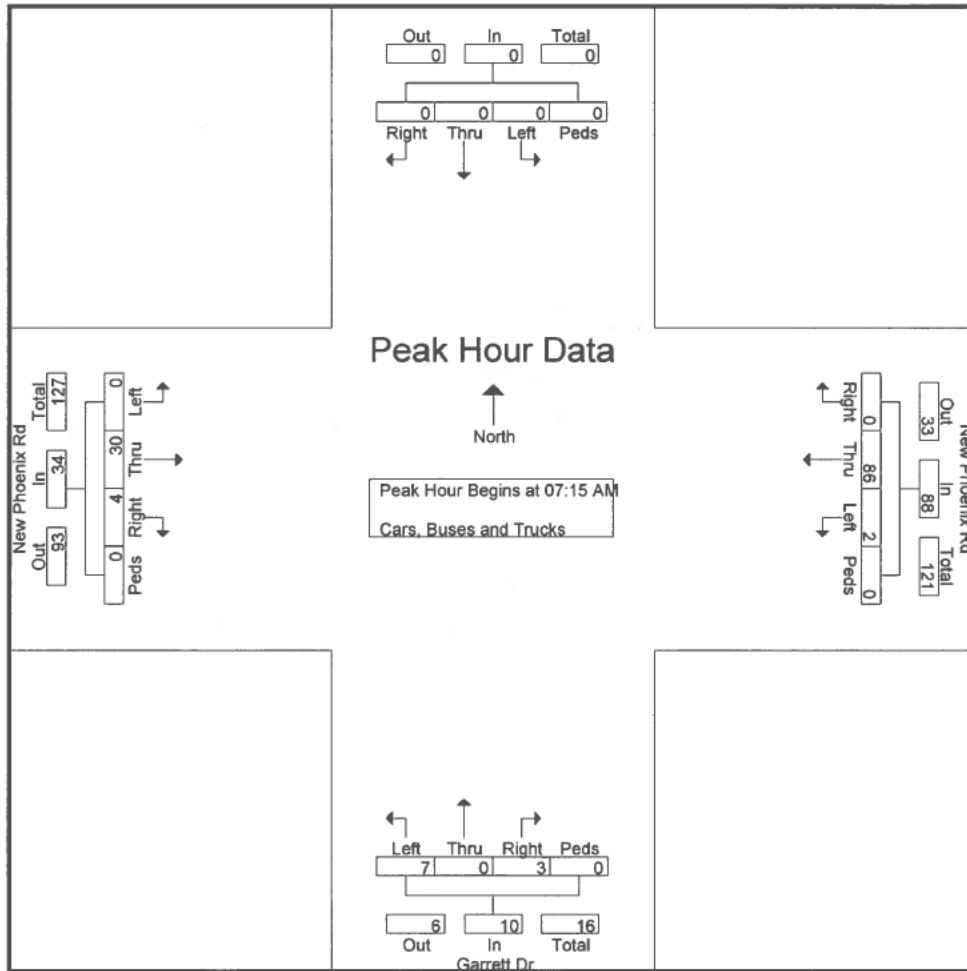 Out In Total
0 0 0
0 0 0 0
Right Thru Left Peds
Peak Hour Data
North
Peak Hour Begins at 07:15 AM
Cars, Buses and Trucks
New Phoenix Rd
Out In Total
93 34 127
0 30 4 0
Left Thru Right Peds
Right Thru Left Peds
0 86 2 0
33 88 121
Out In Total
New Phoenix Rd
Left Thru Right Peds
7 0 3 0
6 10 16
Out In Total
Garrett Dr